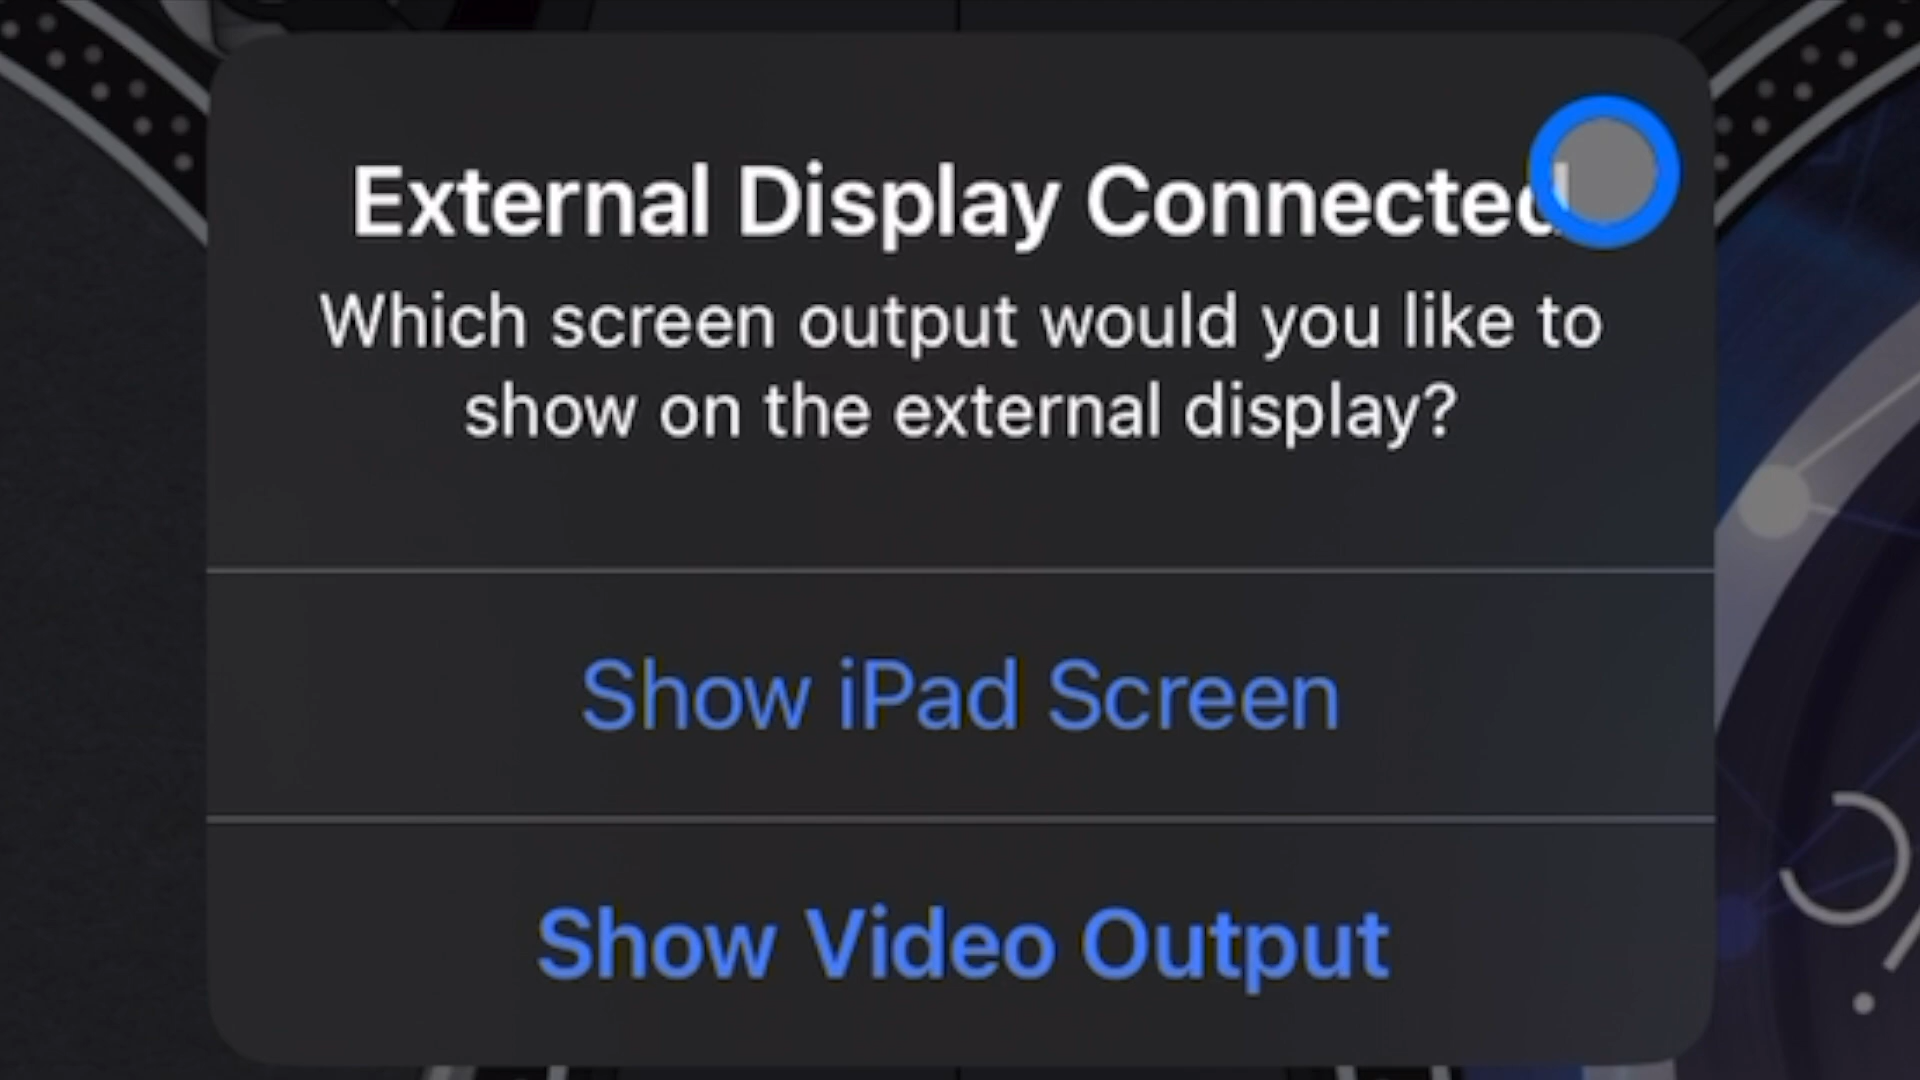 External Display Connected
Which screen output would you like to
show on the external display?
Show iPad Screen
Show Video Output